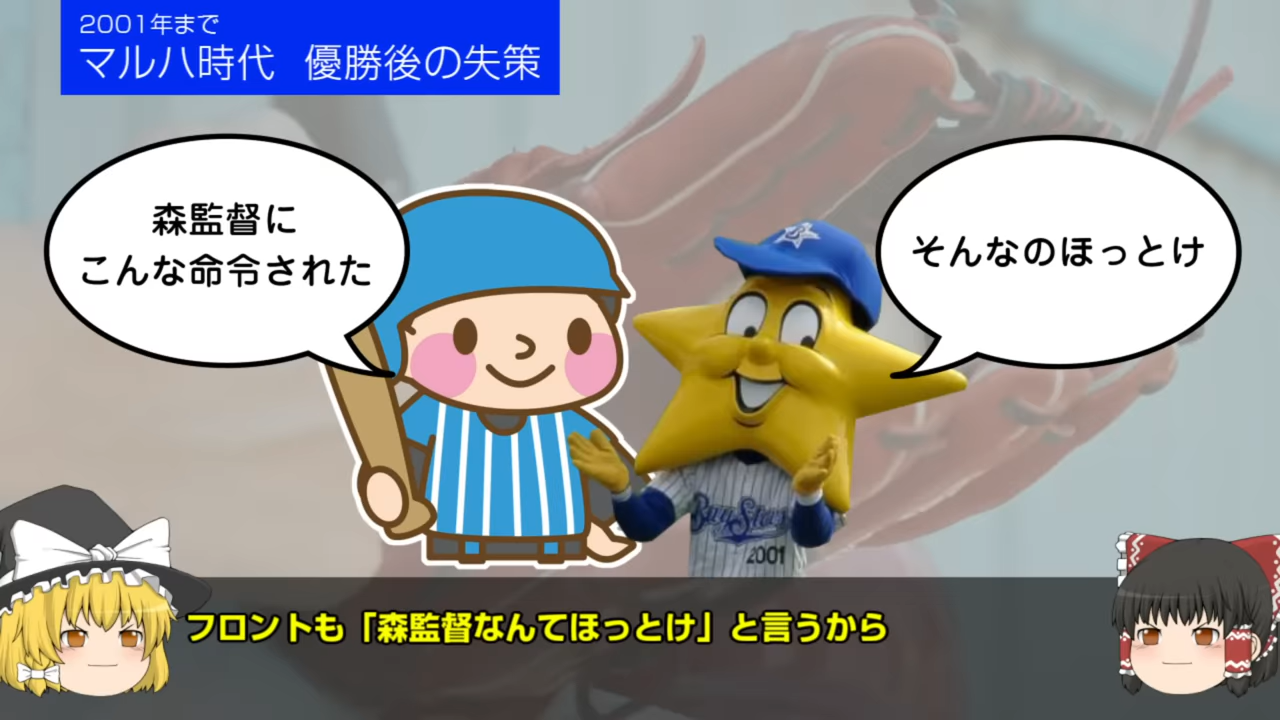 2001年まで
マルハ時代 優勝後の失策
森監督に
こんな命令された
そんなのほっとけ
BayStars
2001
フロントも「森監督なんてほっとけ」と言うから